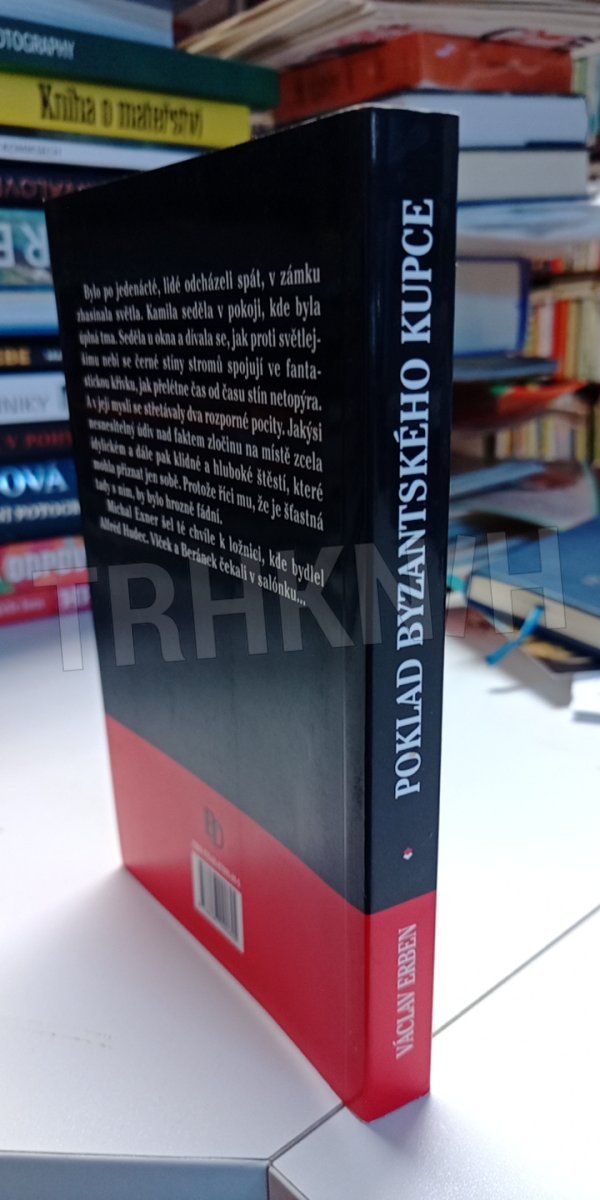 OTOGRAPHY
Kniha o mateřství
Bylo po jedenácté, lidé odcházeli spát, v zámku
zhasínala světla. Kamila seděla v pokoji, kde byla
úplná tma. Seděla u okna a dívala se, jak proti světlej-
šímu nebi se černé stíny stromů spojují ve fanta-
stickou křivku, jak přelétne čas od času stín netopýra.
A v její mysli se střetávaly dva rozporné pocity. Jakýsi
nesnesitelný údiv nad faktem zločinu na místě zcela
idylickém a dále pak klidné a hluboké štěstí, které
mohla přiznat jen sobě. Protože říci mu, že je šťastná
tady s ním, by bylo hrozně fádní.
Michal Exner šel té chvíle k ložnici, kde bydlel
Alfréd Hudec. Vlček a Beránek čekali v salónku...
POKLAD BYZANTSKÉHO KUPCE
VÁCLAV ERBEN
TRHKNIH